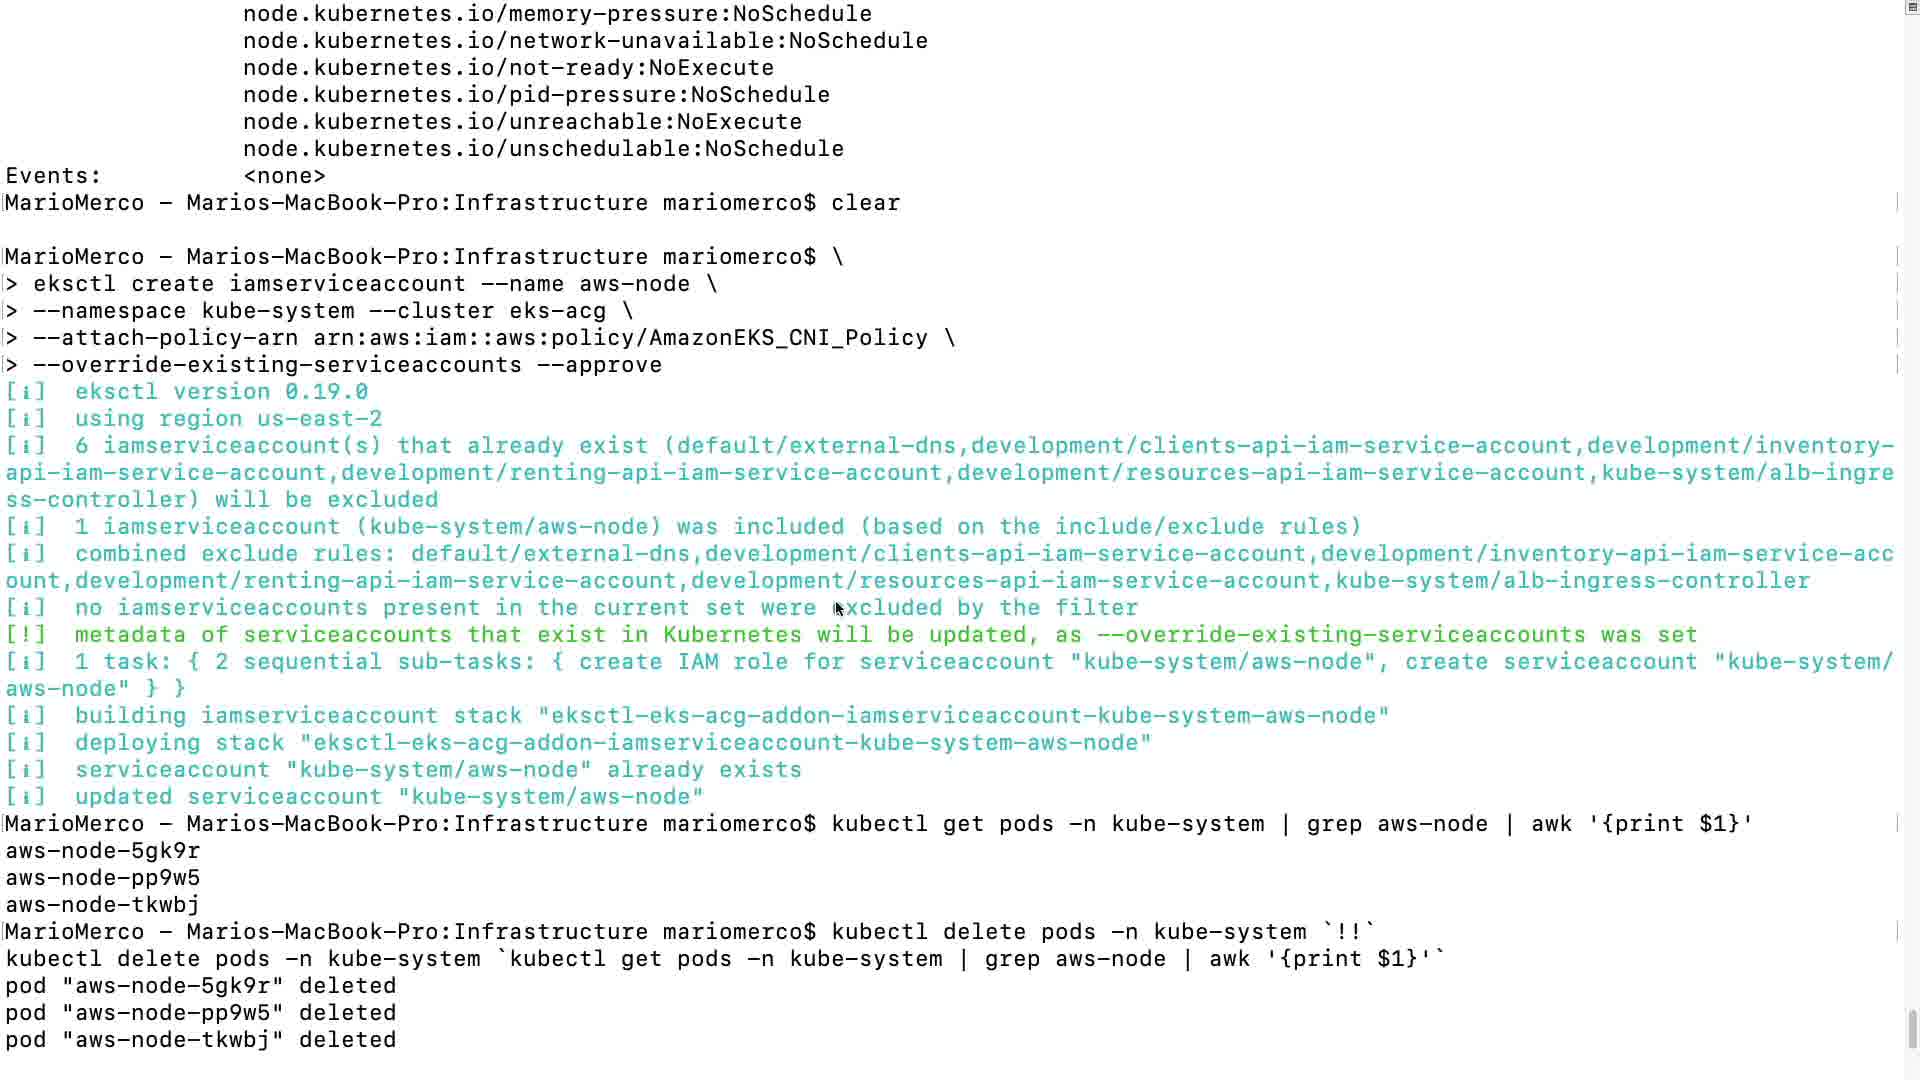 node.kubernetes.io/memory-pressure:NoSchedule
node.kubernetes.io/network-unavailable:NoSchedule
node.kubernetes.io/not-ready:NoExecute
node.kubernetes.io/pid-pressure:NoSchedule
node.kubernetes.io/unreachable:NoExecute
node.kubernetes.io/unschedulable:NoSchedule
Events: <none>
MarioMerco - Marios-MacBook-Pro:Infrastructure mariomerco$ clear
MarioMerco - Marios-MacBook-Pro:Infrastructure mariomerco$ \
> eksctl create iamserviceaccount --name aws-node \
> --namespace kube-system --cluster eks-acg \
> --attach-policy-arn arn:aws:iam::aws:policy/AmazonEKS_CNI_Policy \
> --override-existing-serviceaccounts --approve
[ℹ]  eksctl version 0.19.0
[ℹ]  using region us-east-2
[ℹ]  6 iamserviceaccount(s) that already exist (default/external-dns,development/clients-api-iam-service-account,development/inventory-
api-iam-service-account,development/renting-api-iam-service-account,development/resources-api-iam-service-account,kube-system/alb-ingre
ss-controller) will be excluded
[ℹ]  1 iamserviceaccount (kube-system/aws-node) was included (based on the include/exclude rules)
[ℹ]  combined exclude rules: default/external-dns,development/clients-api-iam-service-account,development/inventory-api-iam-service-acc
ount,development/renting-api-iam-service-account,development/resources-api-iam-service-account,kube-system/alb-ingress-controller
[ℹ]  no iamserviceaccounts present in the current set were excluded by the filter
[!]  metadata of serviceaccounts that exist in Kubernetes will be updated, as --override-existing-serviceaccounts was set
[ℹ]  1 task: { 2 sequential sub-tasks: { create IAM role for serviceaccount "kube-system/aws-node", create serviceaccount "kube-system/
aws-node" } }
[ℹ]  building iamserviceaccount stack "eksctl-eks-acg-addon-iamserviceaccount-kube-system-aws-node"
[ℹ]  deploying stack "eksctl-eks-acg-addon-iamserviceaccount-kube-system-aws-node"
[ℹ]  serviceaccount "kube-system/aws-node" already exists
[ℹ]  updated serviceaccount "kube-system/aws-node"
MarioMerco - Marios-MacBook-Pro:Infrastructure mariomerco$ kubectl get pods -n kube-system | grep aws-node | awk '{print $1}'
aws-node-5gk9r
aws-node-pp9w5
aws-node-tkwbj
MarioMerco - Marios-MacBook-Pro:Infrastructure mariomerco$ kubectl delete pods -n kube-system `!!`
kubectl delete pods -n kube-system `kubectl get pods -n kube-system | grep aws-node | awk '{print $1}'`
pod "aws-node-5gk9r" deleted
pod "aws-node-pp9w5" deleted
pod "aws-node-tkwbj" deleted